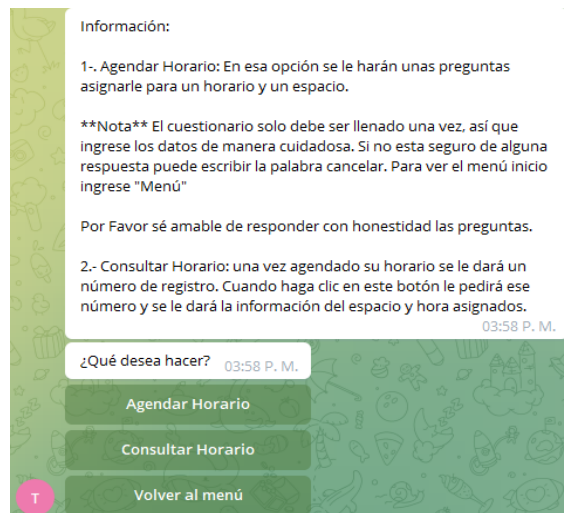 Información:
1-. Agendar Horario: En esa opción se le harán unas preguntas
asignarle para un horario y un espacio.
**Nota** El cuestionario solo debe ser llenado una vez, así que
ingrese los datos de manera cuidadosa. Si no esta seguro de alguna
respuesta puede escribir la palabra cancelar. Para ver el menú inicio
ingrese "Menú"
Por Favor sé amable de responder con honestidad las preguntas.
2.- Consultar Horario: una vez agendado su horario se le dará un
número de registro. Cuando haga clic en este botón le pedirá ese
número y se le dará la información del espacio y hora asignados.
03:58 P. M.
¿Qué desea hacer? 03:58 P. M.
Agendar Horario
Consultar Horario
T Volver al menú